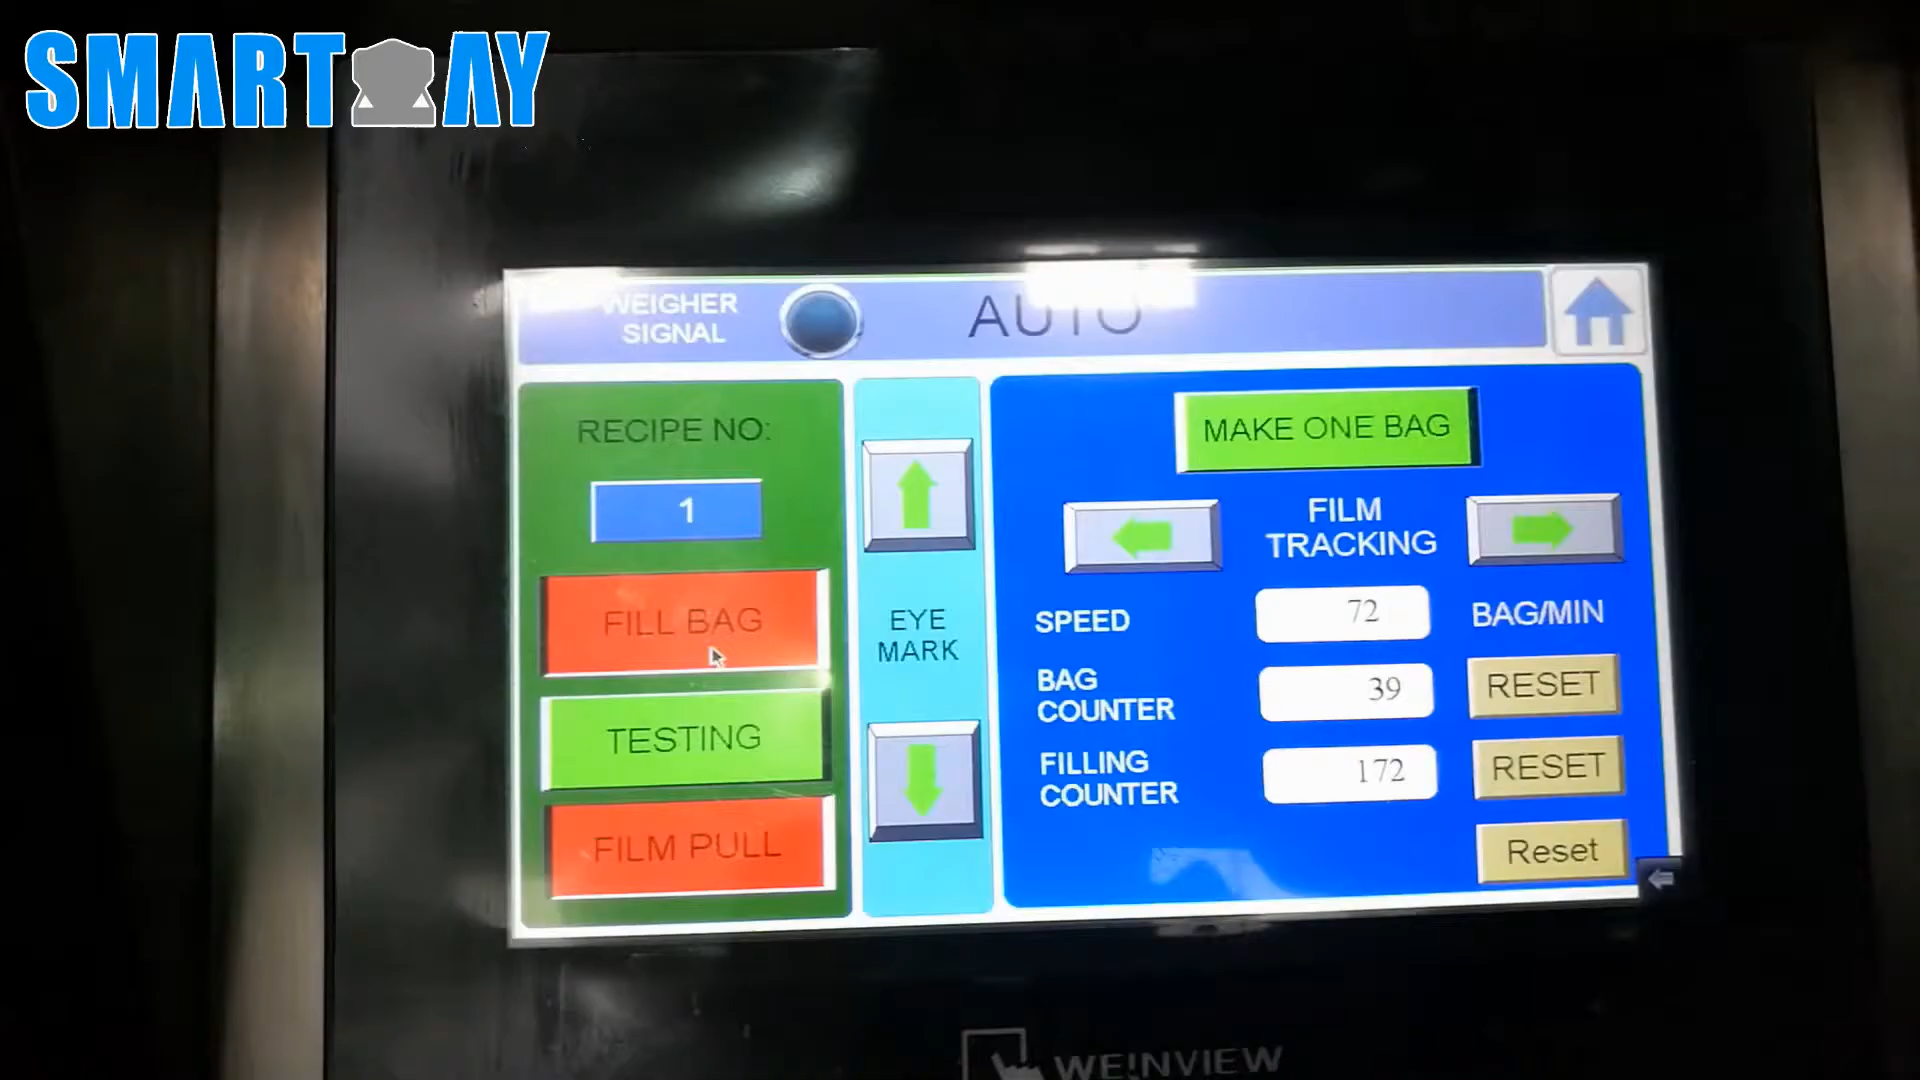 SMART AY
WEIGHER
SIGNAL
AUTO
RECIPE NO:
1
FILL BAG
TESTING
FILM PULL
EYE
MARK
MAKE ONE BAG
FILM
TRACKING
SPEED
72
BAG/MIN
BAG
COUNTER
39
RESET
FILLING
COUNTER
172
RESET
Reset
WEINVIEW